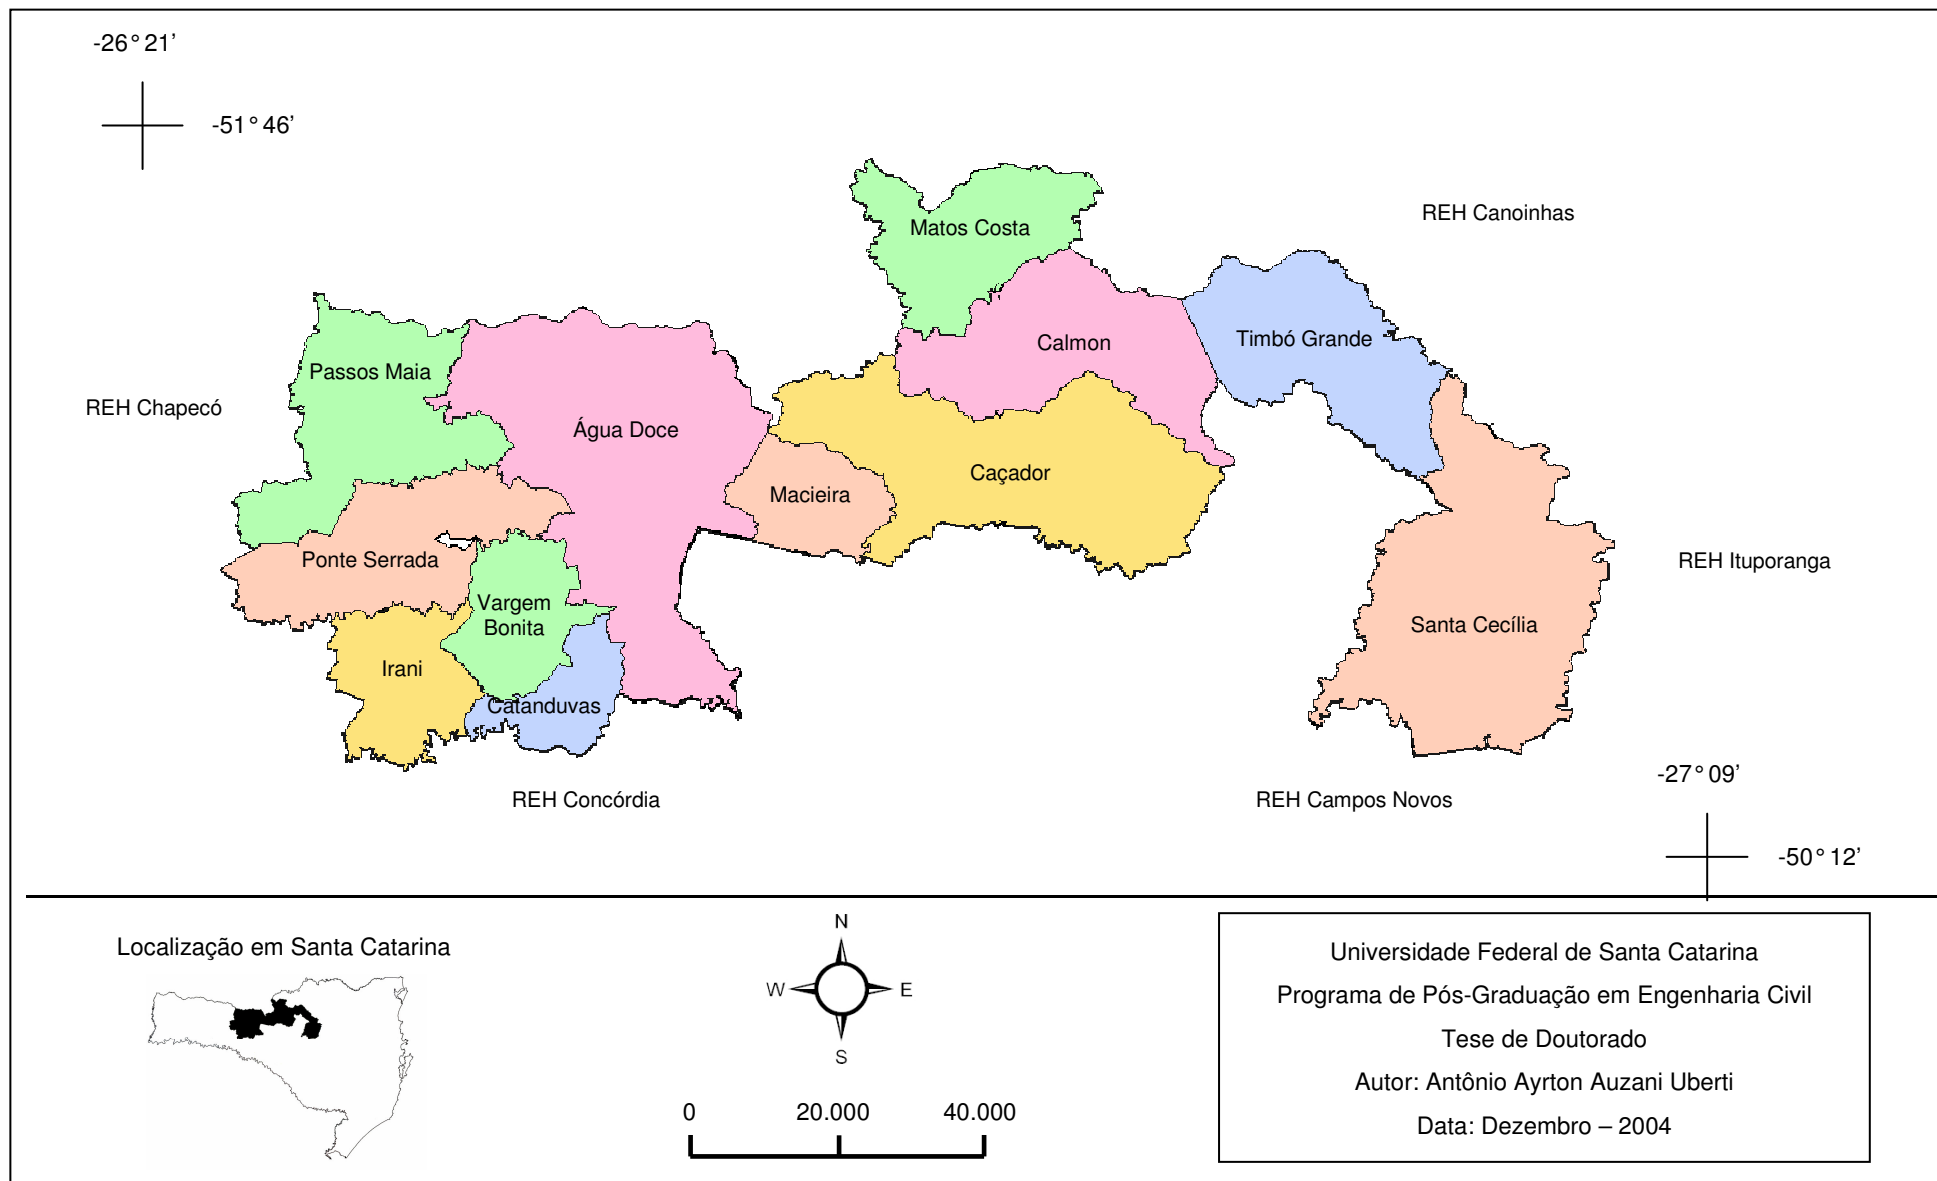 -26° 21’
-51° 46’
Matos Costa
REH Canoinhas
Calmon
Timbó Grande
Passos Maia
REH Chapecó
Água Doce
Caçador
Macieira
Ponte Serrada
REH Ituporanga
Vargem
Bonita
Santa Cecília
Irani
Catanduvas
-27° 09’
REH Concórdia
REH Campos Novos
-50° 12’
Localização em Santa Catarina
N
W
E
S
0
20.000
40.000
Universidade Federal de Santa Catarina
Programa de Pós-Graduação em Engenharia Civil
Tese de Doutorado
Autor: Antônio Ayrton Auzani Uberti
Data: Dezembro – 2004